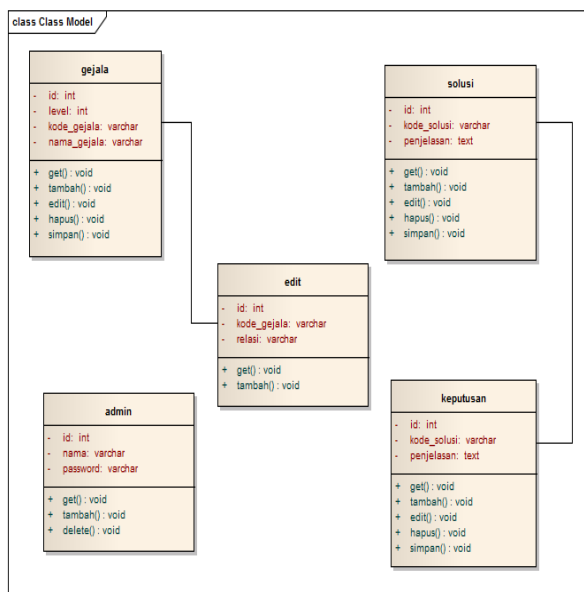 class Class Model
gejala
- id: int
- level: int
- kode_gejala: varchar
- nama_gejala: varchar
+ get() : void
+ tambah() : void
+ edit() : void
+ hapus() : void
+ simpan() : void
solusi
- id: int
- kode_solusi: varchar
- penjelasan: text
+ get() : void
+ tambah() : void
+ edit() : void
+ hapus() : void
+ simpan() : void
edit
- id: int
- kode_gejala: varchar
- relasi: varchar
+ get() : void
+ tambah() : void
admin
- id: int
- nama: varchar
- password: varchar
+ get() : void
+ tambah() : void
+ delete() : void
keputusan
- id: int
- kode_solusi: varchar
- penjelasan: text
+ get() : void
+ tambah() : void
+ edit() : void
+ hapus() : void
+ simpan() : void